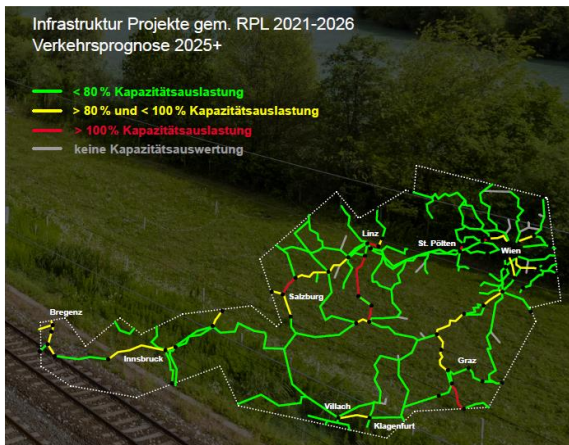 Infrastruktur Projekte gem. RPL 2021-2026
Verkehrsprognose 2025+
< 80 % Kapazitätsauslastung
> 80 % und < 100 % Kapazitätsauslastung
> 100 % Kapazitätsauslastung
keine Kapazitätsauswertung
Linz
St. Pölten
Wien
Salzburg
Bregenz
Innsbruck
Graz
Villach
Klagenfurt